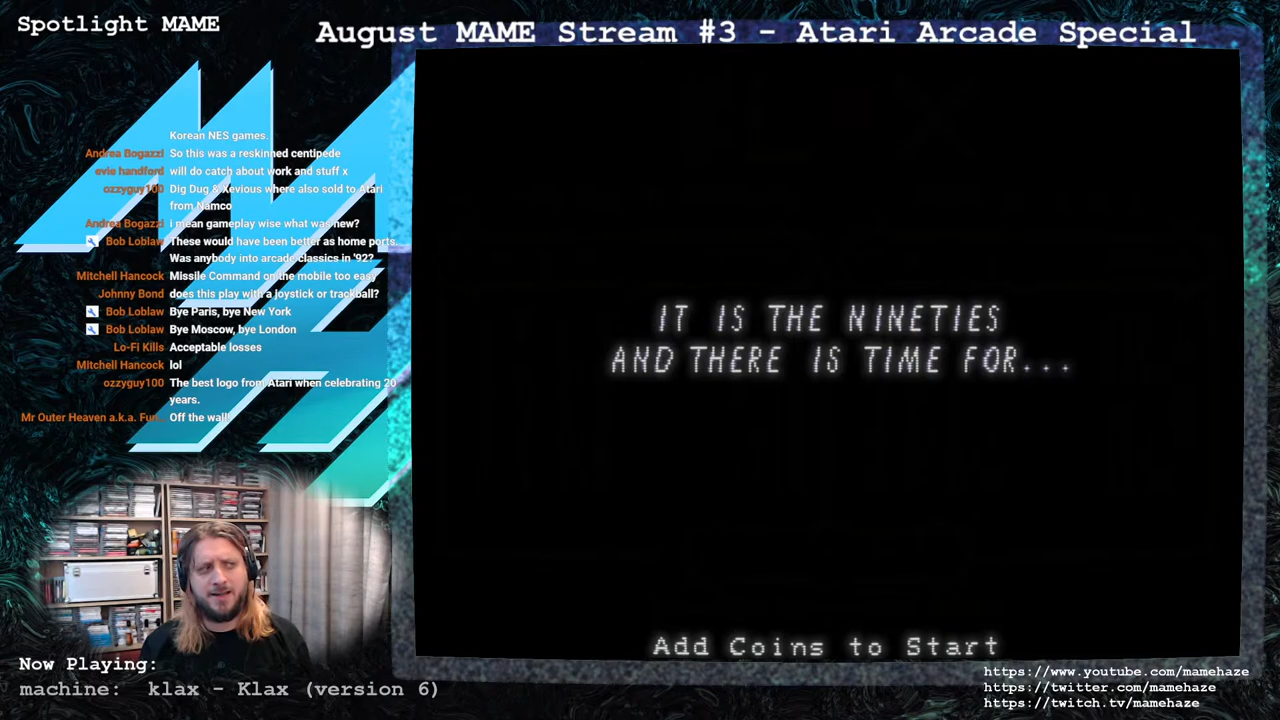 Spotlight MAME
August MAME Stream #3 - Atari Arcade Special
Korean NES games.
Andrea Bogazzi So this was a reskinned centipede
evie handford will do catch about work and stuff x
ozzyguy100 Dig Dug & Xevious where also sold to Atari
from Namco
Andrea Bogazzi i mean gameplay wise what was new?
Bob Loblaw These would have been better as home ports.
Was anybody into arcade classics in '92?
Mitchell Hancock Missile Command on the mobile too easy
Johnny Bond does this play with a joystick or trackball?
Bob Loblaw Bye Paris, bye New York
Bob Loblaw Bye Moscow, bye London
Lo-Fi Kills Acceptable losses
Mitchell Hancock lol
ozzyguy100 The best logo from Atari when celebrating 20
years.
Mr Outer Heaven a.k.a. Fun... Off the wall!
IT IS THE NINETIES
AND THERE IS TIME FOR...
Add Coins to Start
Now Playing:
machine: klax - Klax (version 6)
https://www.youtube.com/mamehaze
https://twitter.com/mamehaze
https://twitch.tv/mamehaze